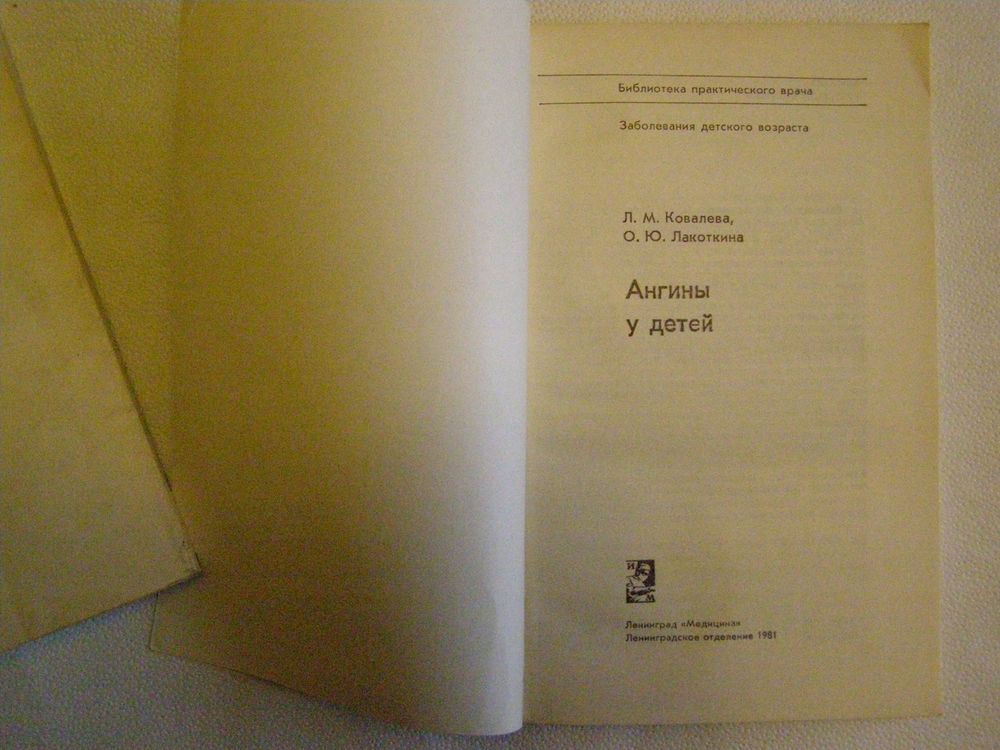 Библиотека практического врача
Заболевания детского возраста
Л. М. Ковалева,
О. Ю. Лакоткина
Ангины
у детей
И
М
Ленинград «Медицина»
Ленинградское отделение 1981